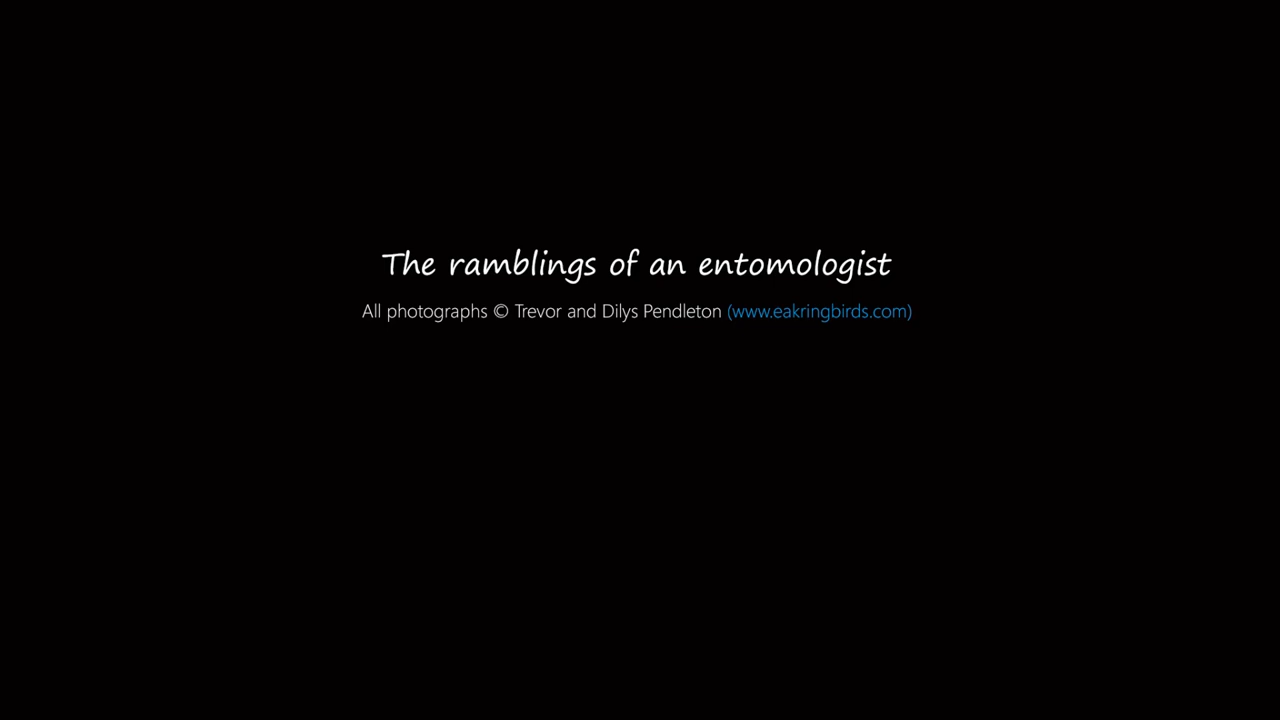 The ramblings of an entomologist
All photographs © Trevor and Dilys Pendleton (www.eakringbirds.com)